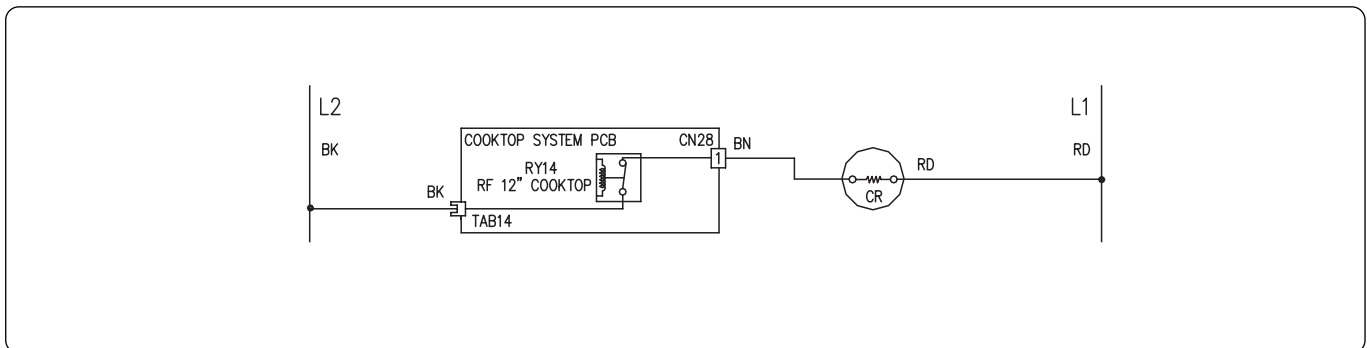 L2
L1
BK
COOKTOP SYSTEM PCB
CN28
BN
RD
RY14
RF 12” COOKTOP
1
BK
TAB14
RD
CR